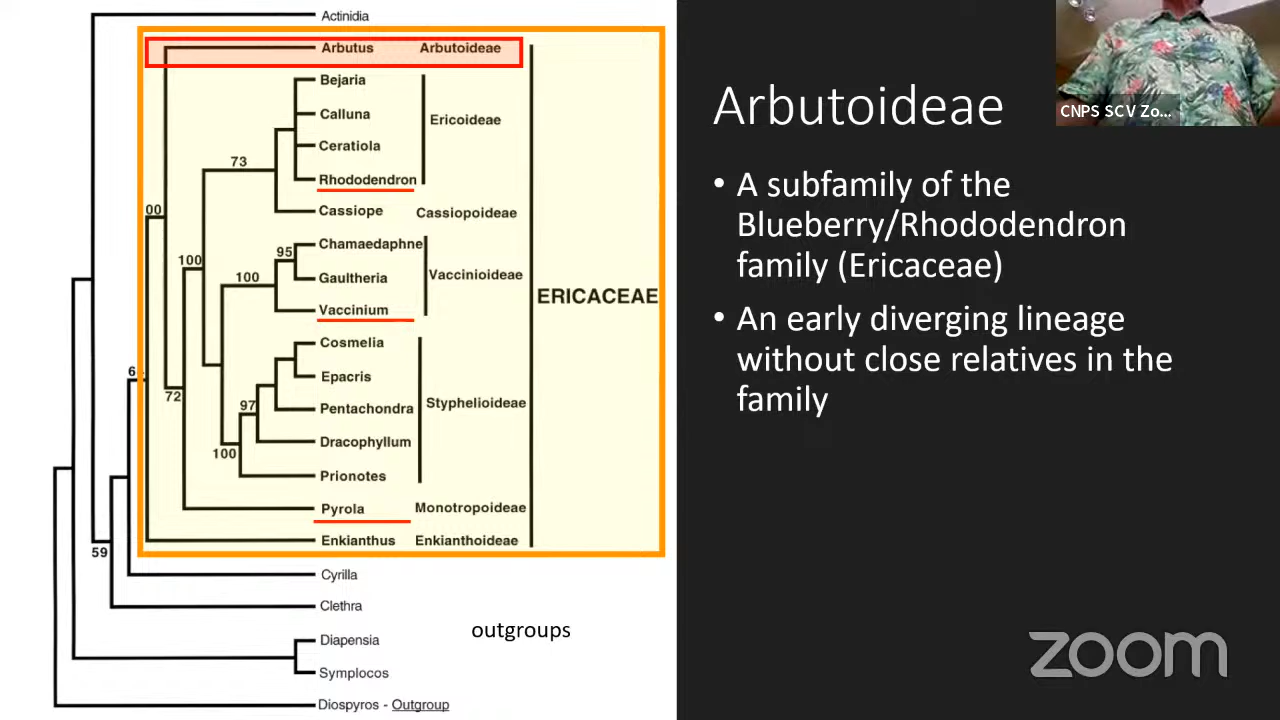 Actinidia
Arbutus Arbutoideae
Bejaria
Calluna
Ericoideae
Ceratiola
73
Rhododendron
00
Cassiope Cassiopoideae
Chamaedaphne
95
100
100
Gaultheria
Vaccinioideae
Vaccinium
ERICACEAE
Cosmelia
6
Epacris
72
97
Pentachondra
Styphelioideae
Dracophyllum
100
Prionotes
Pyrola Monotropoideae
Enkianthus Enkianthoideae
59
Cyrilla
Clethra
outgroups
Diapensia
Symplocos
Diospyros - Outgroup
Arbutoideae
CNPS SCV Zo...
• A subfamily of the
Blueberry/Rhododendron
family (Ericaceae)
• An early diverging lineage
without close relatives in the
family
zoom